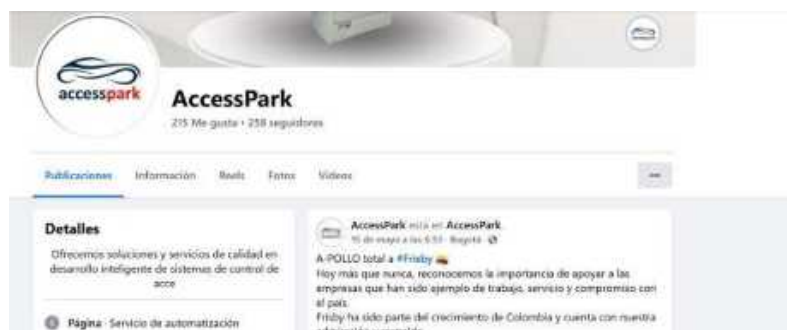 accesspark
AccessPark
215 Me gusta • 258 seguidores
Publicaciones Información Reels Fotos Videos
Detalles
Ofrecemos soluciones y servicios de calidad en
desarrollo inteligente de sistemas de control de
acce
Página · Servicio de automatización
AccessPark está en AccessPark
15 de mayo a las · Bogotá ·
A-POLLO total a #Frisby
Hoy más que nunca, reconocemos la importancia de apoyar a las
empresas que han sido ejemplo de trabajo, servicio y compromiso con
el país.
Frisby ha sido parte del crecimiento de Colombia y cuenta con nuestra